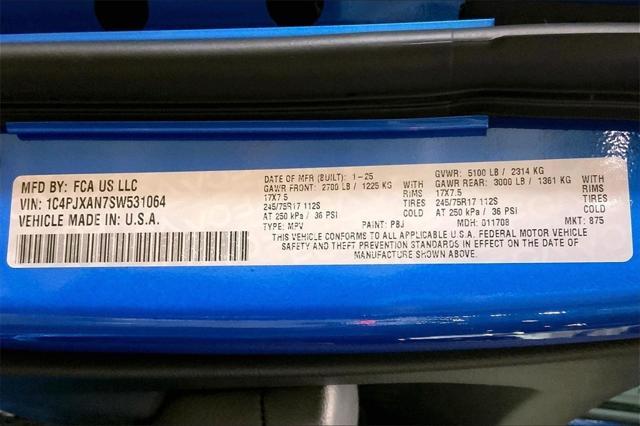 MFD BY: FCA US LLC
VIN: 1C4PJXAN7SW531064
VEHICLE MADE IN: U.S.A.
DATE OF MFR (BUILT): 1-25
GAWR FRONT: 2700 LB / 1225 KG WITH
17X7.5 RIMS
245/75R17 112S TIRES
AT 250 kPa / 36 PSI COLD
TYPE: MPV PAINT: PBJ
GVWR: 5100 LB / 2314 KG
GAWR REAR: 3000 LB / 1361 KG WITH
17X7.5 RIMS
245/75R17 112S TIRES
AT 250 kPa / 36 PSI COLD
MDH: 011708 MKT: 875
THIS VEHICLE CONFORMS TO ALL APPLICABLE U.S.A. FEDERAL MOTOR VEHICLE
SAFETY AND THEFT PREVENTION STANDARDS IN EFFECT ON THE DATE OF
MANUFACTURE SHOWN ABOVE.